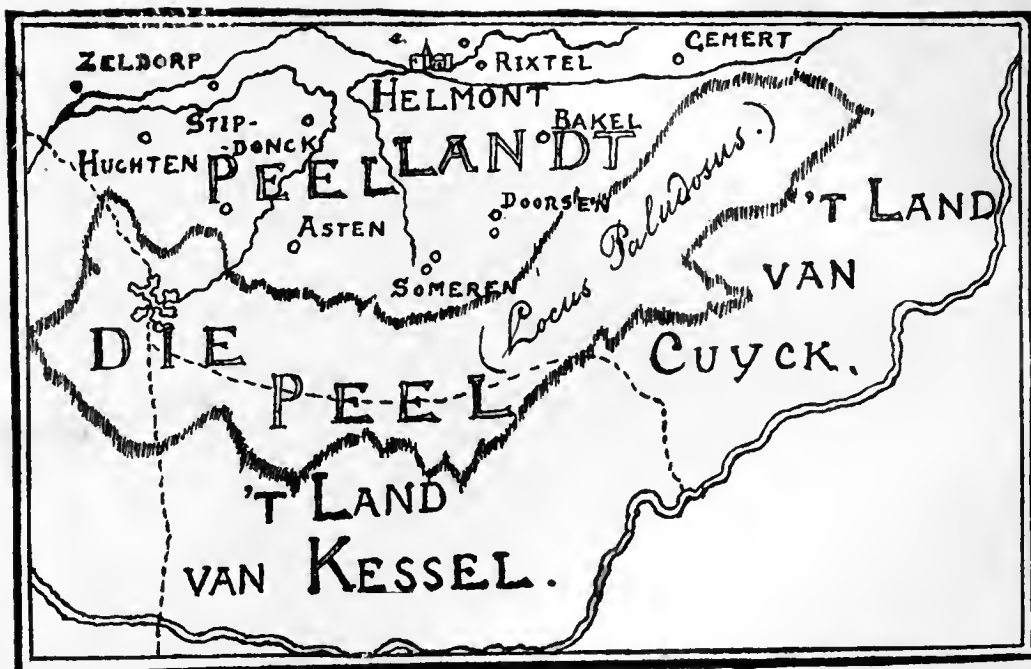 ZELDORP
RIXTEL
GEMERT
HELMONT
STIP-
-DONCK
BAKEL
HUCHTEN
PEELLANDT
DOORSEN
ASTEN
SOMEREN
(Locus Paludosus.)
'T LAND
VAN
CUYCK.
DIE
PEEL
'T LAND
VAN KESSEL.